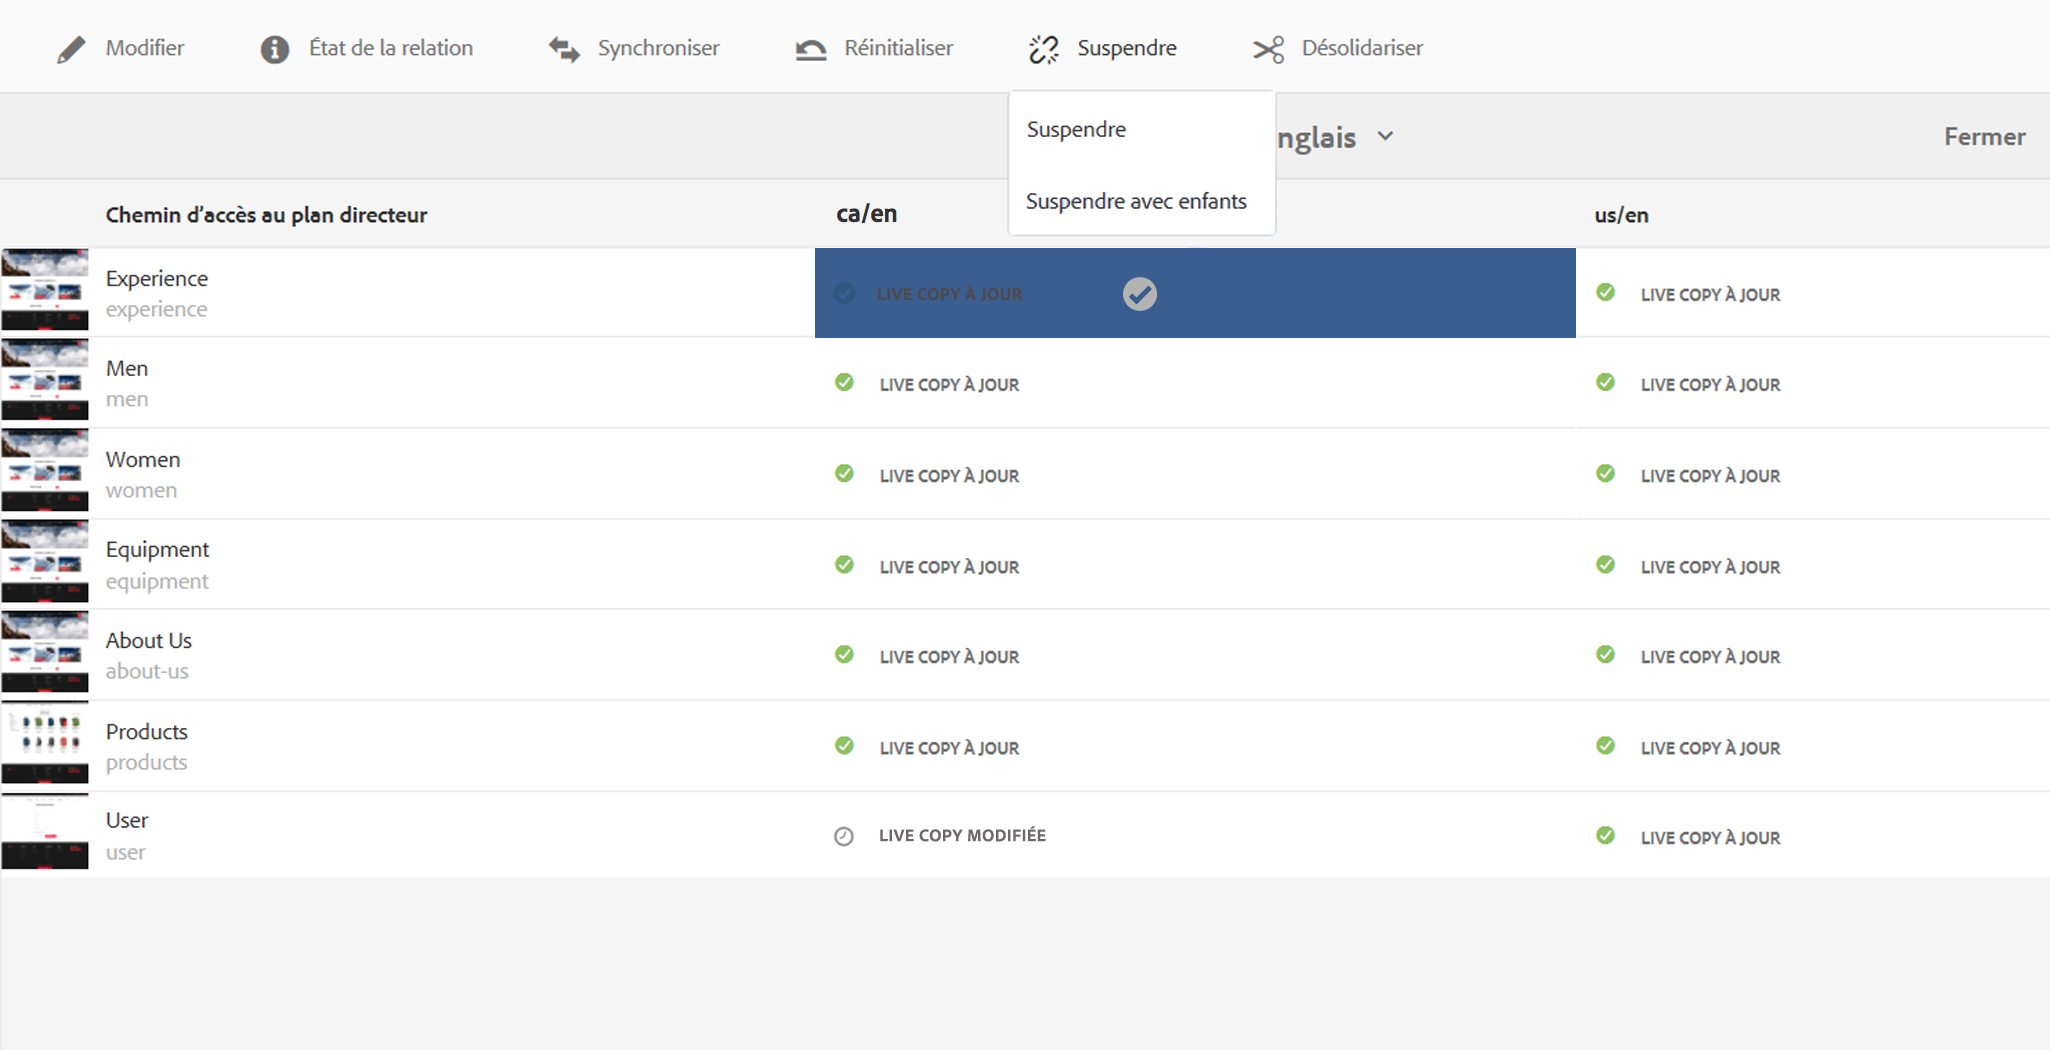 Modifier
État de la relation
Synchroniser
Réinitialiser
Suspendre
Désolidariser
Suspendre
Suspendre avec enfants
nglais
Fermer
Chemin d'accès au plan directeur
ca/en
us/en
Experience
experience
LIVE COPY À JOUR
LIVE COPY À JOUR
Men
men
LIVE COPY À JOUR
LIVE COPY À JOUR
Women
women
LIVE COPY À JOUR
LIVE COPY À JOUR
Equipment
equipment
LIVE COPY À JOUR
LIVE COPY À JOUR
About Us
about-us
LIVE COPY À JOUR
LIVE COPY À JOUR
Products
products
LIVE COPY À JOUR
LIVE COPY À JOUR
User
user
LIVE COPY MODIFIÉE
LIVE COPY À JOUR